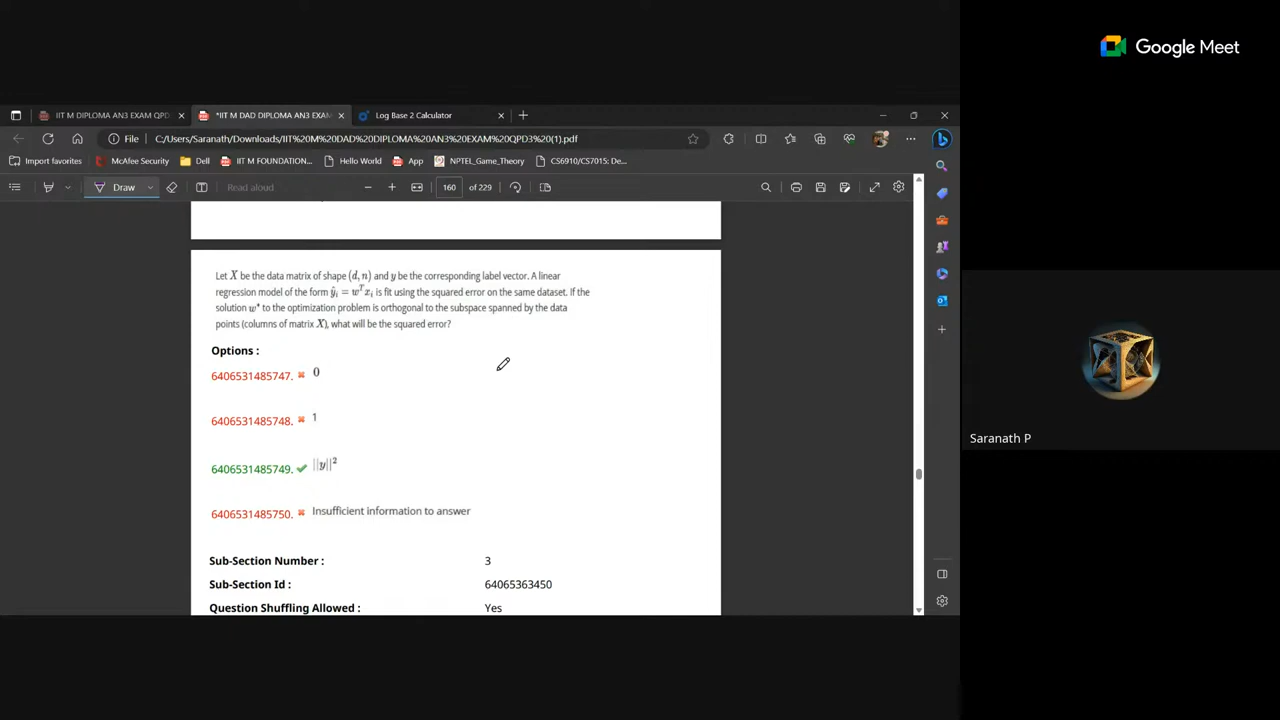 Google Meet
IIT M DIPLOMA AN3 EXAM QPD
*IIT M DAD DIPLOMA AN3 EXAM
Log Base 2 Calculator
File
C:/Users/Saranath/Downloads/IIT%20M%20DAD%20DIPLOMA%20AN3%20EXAM%20QPD3%20(1).pdf
Import favorites
McAfee Security
Dell
IIT M FOUNDATION...
Hello World
App
NPTEL_Game_Theory
CS6910/CS7015: De...
Draw
Read aloud
160 of 229
Let X be the data matrix of shape (d, n) and y be the corresponding label vector. A linear
regression model of the form ŷᵢ = wᵀxᵢ is fit using the squared error on the same dataset. If the
solution w* to the optimization problem is orthogonal to the subspace spanned by the data
points (columns of matrix X), what will be the squared error?
Options :
6406531485747. 0
6406531485748. 1
6406531485749. ||y||²
6406531485750. Insufficient information to answer
Sub-Section Number : 3
Sub-Section Id : 64065363450
Question Shuffling Allowed : Yes
Saranath P